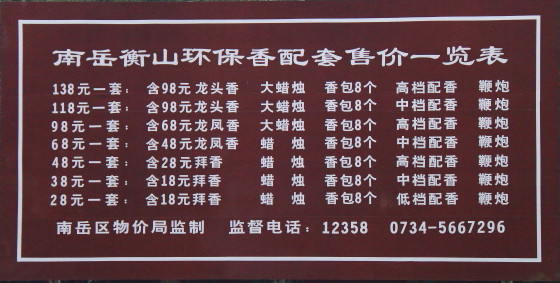 南岳衡山环保香配套售价一览表
138元一套：含98元龙头香 大蜡烛 香包8个 高档配香 鞭炮
118元一套：含98元龙头香 大蜡烛 香包8个 中档配香 鞭炮
98元一套：含68元龙凤香 大蜡烛 香包8个 高档配香 鞭炮
68元一套：含48元龙凤香 蜡烛 香包8个 中档配香 鞭炮
48元一套：含28元拜香 蜡烛 香包8个 高档配香 鞭炮
38元一套：含18元拜香 蜡烛 香包8个 中档配香 鞭炮
28元一套：含18元拜香 蜡烛 香包8个 低档配香 鞭炮
南岳区物价局监制 监督电话：12358 0734-5667296